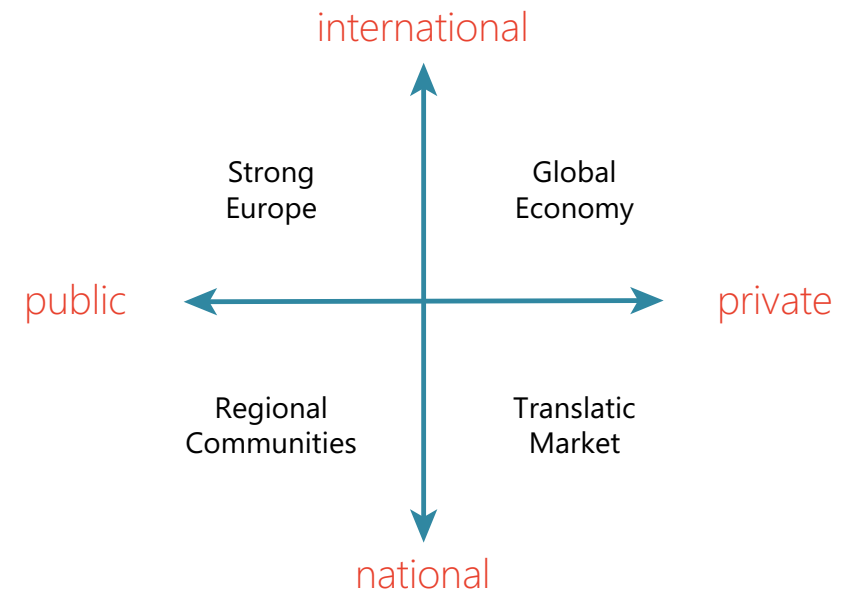 international
Strong
Europe
Global
Economy
public
private
Regional
Communities
Translatic
Market
national